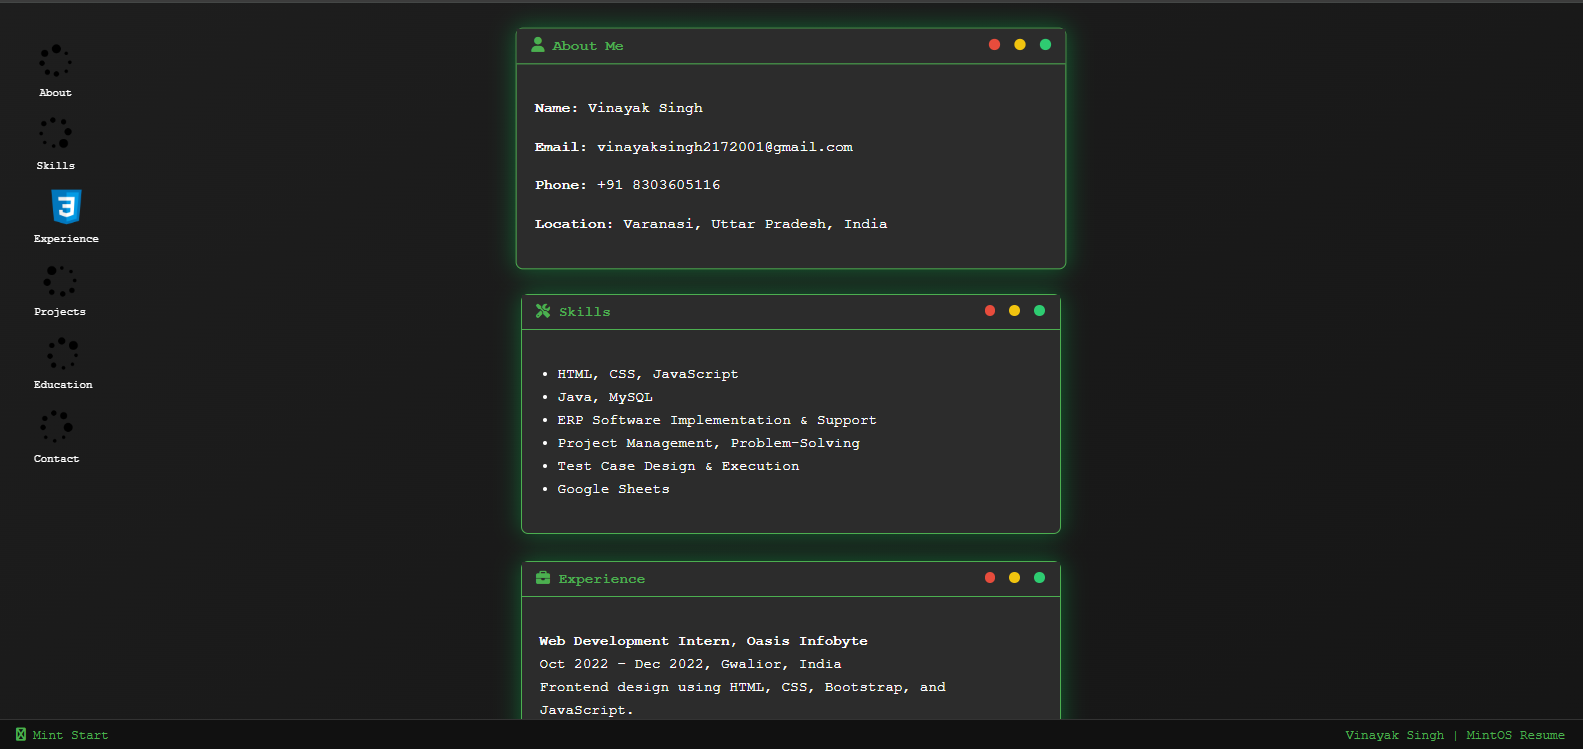 About
Skills
3
Experience
Projects
Education
Contact
About Me
Name: Vinayak Singh
Email: vinayaksingh2172001@gmail.com
Phone: +91 8303605116
Location: Varanasi, Uttar Pradesh, India
Skills
• HTML, CSS, JavaScript
• Java, MySQL
• ERP Software Implementation & Support
• Project Management, Problem-Solving
• Test Case Design & Execution
• Google Sheets
Experience
Web Development Intern, Oasis Infobyte
Oct 2022 – Dec 2022, Gwalior, India
Frontend design using HTML, CSS, Bootstrap, and
JavaScript.
Mint Start
Vinayak Singh | MintOS Resume